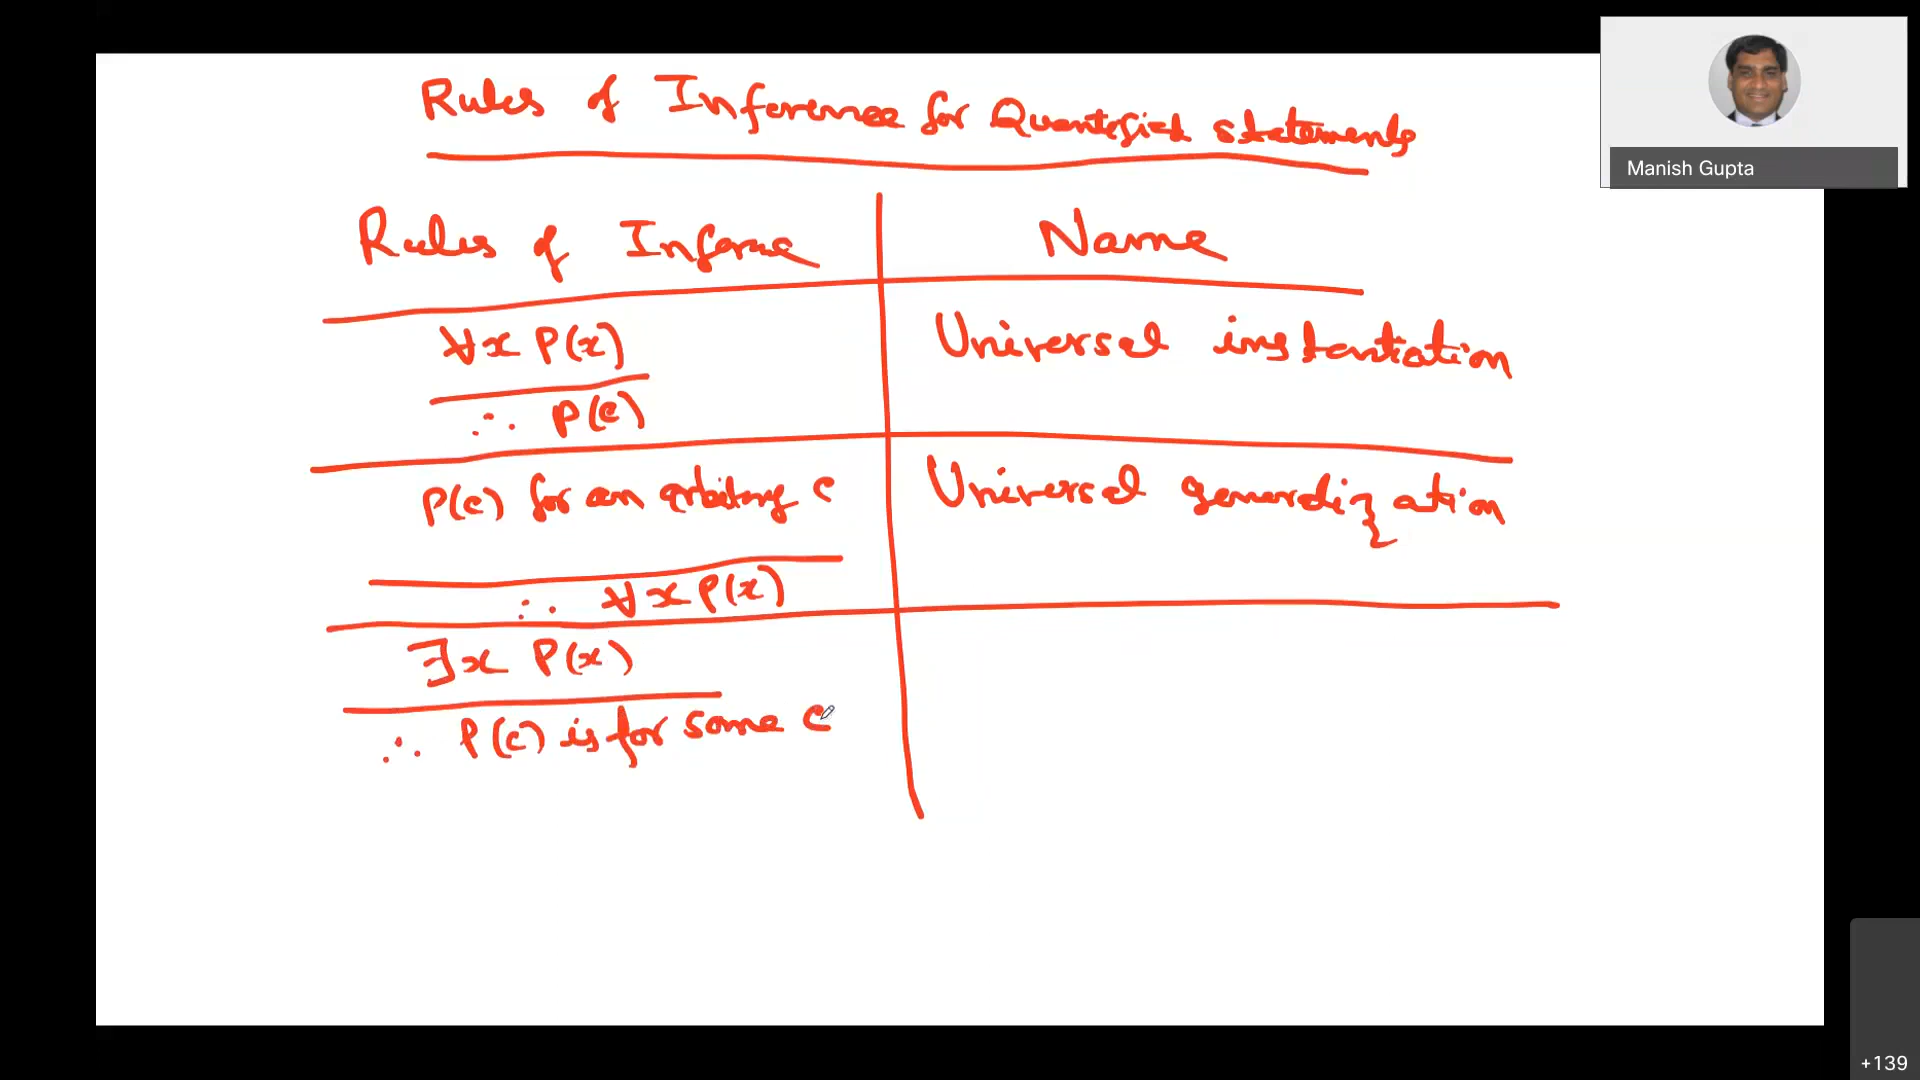 Rules of Inference for Quantified statements
Manish Gupta
Rules of Infernce
Name
∀x P(x)
Universal instantiation
∴ P(c)
P(c) for an arbitrary c
Universal generalization
∴ ∀x P(x)
∃x P(x)
∴ P(c) is for some c
+139